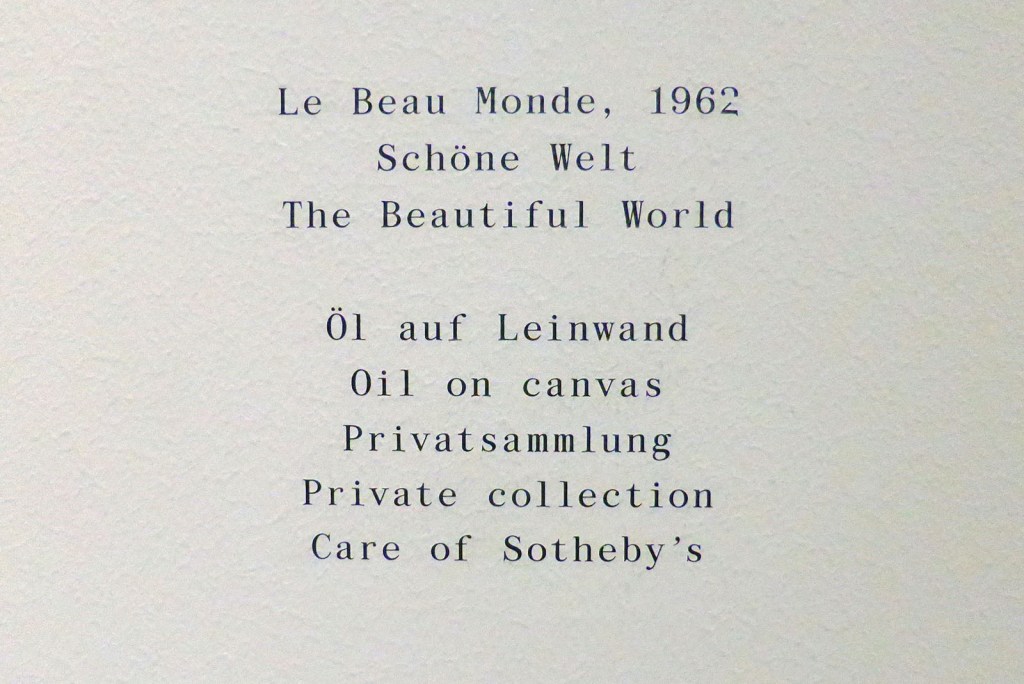 Le Beau Monde, 1962
Schöne Welt
The Beautiful World
Öl auf Leinwand
Oil on canvas
Privatsammlung
Private collection
Care of Sotheby’s